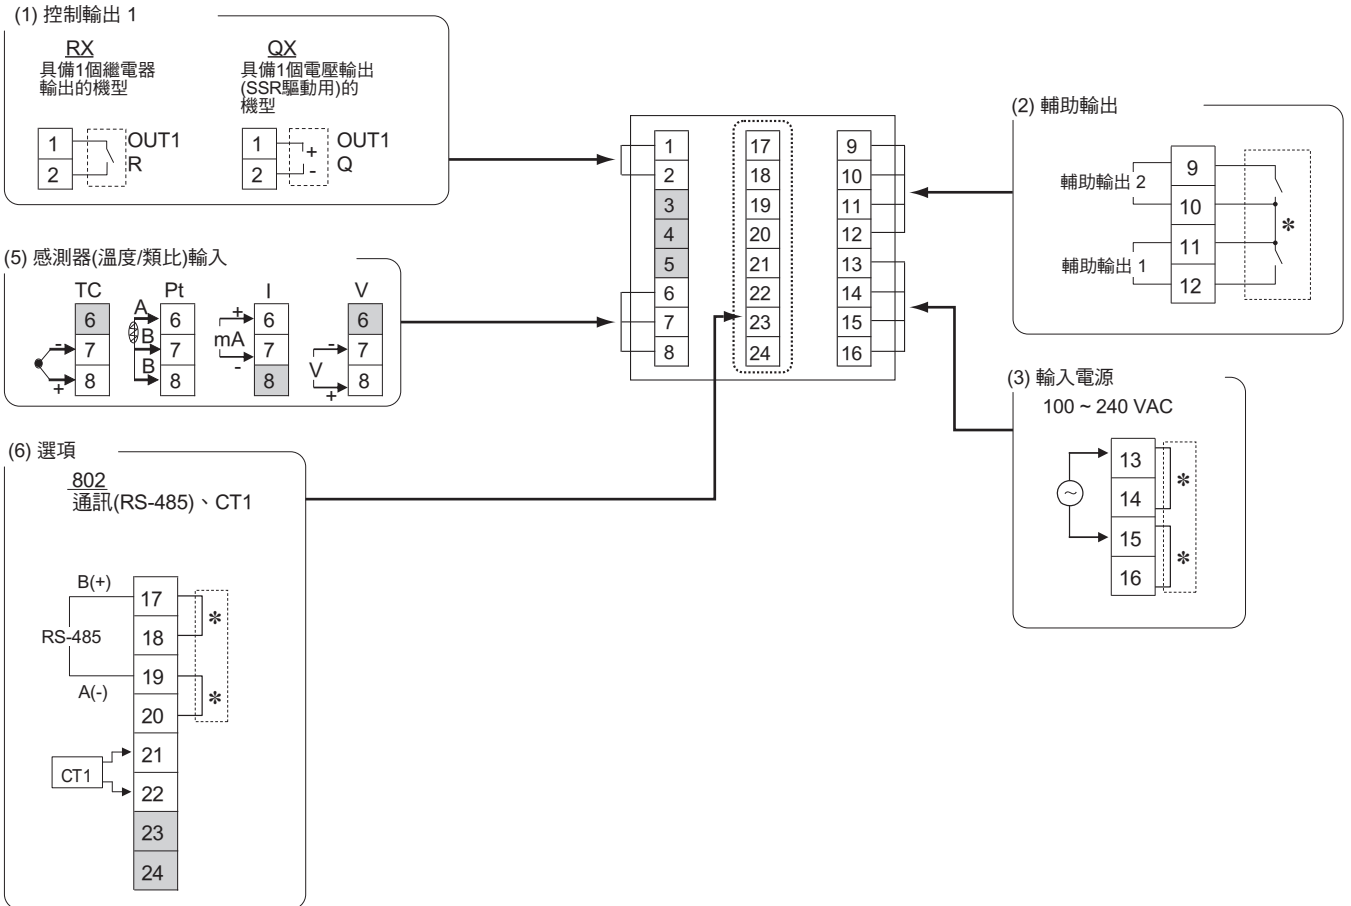 (1) 控制輸出 1
RX
具備1個繼電器
輸出的機型
1
2
OUT1
R
QX
具備1個電壓輸出
(SSR驅動用)的
機型
1
2
+
-
OUT1
Q
1
2
3
4
5
6
7
8
17
18
19
20
21
22
23
24
9
10
11
12
13
14
15
16
(2) 輔助輸出
輔助輸出 2
輔助輸出 1
9
10
11
12
*
(5) 感測器(溫度/類比)輸入
TC
6
7
8
-
+
Pt
A
B
B
6
7
8
I
+
mA
-
6
7
8
V
-
V
+
6
7
8
(3) 輸入電源
100 ~ 240 VAC
~
13
14
15
16
*
*
(6) 選項
802
通訊(RS-485)、CT1
B(+)
RS-485
A(-)
CT1
17
18
19
20
21
22
23
24
*
*